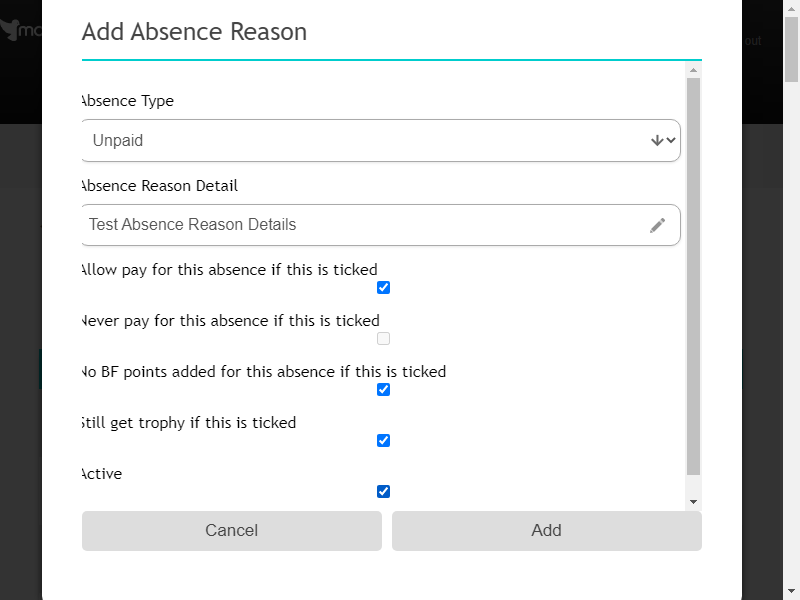 Add Absence Reason
out
Absence Type
Unpaid
Absence Reason Detail
Test Absence Reason Details
Allow pay for this absence if this is ticked
Never pay for this absence if this is ticked
No BF points added for this absence if this is ticked
Still get trophy if this is ticked
Active
Cancel
Add